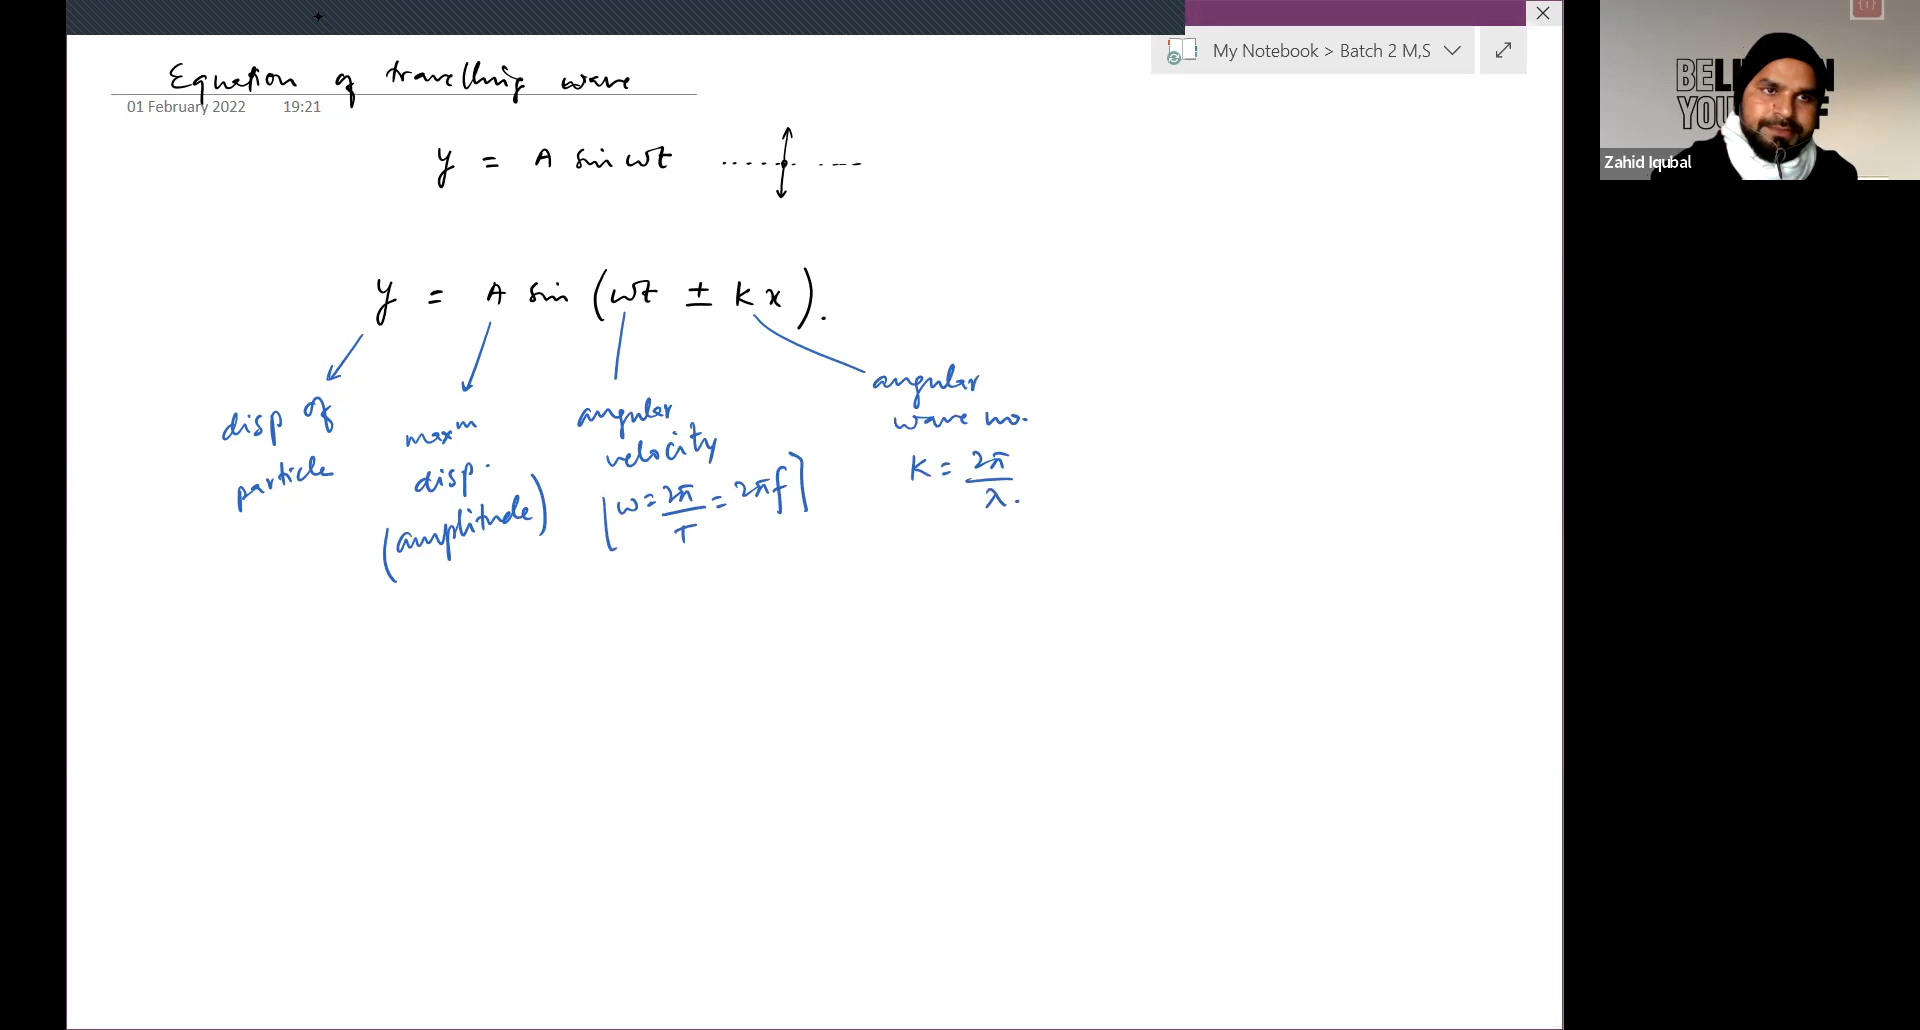 My Notebook > Batch 2 M,S
Equation of travelling wave
01 February 2022 19:21
y = A sin ωt
y = A sin (ωt ± kx).
disp of
particle
maxᵐ
disp.
(amplitude)
angular
velocity
[ω = 2π/T = 2πf]
angular
wave no.
K = 2π/λ.
Zahid Iqubal